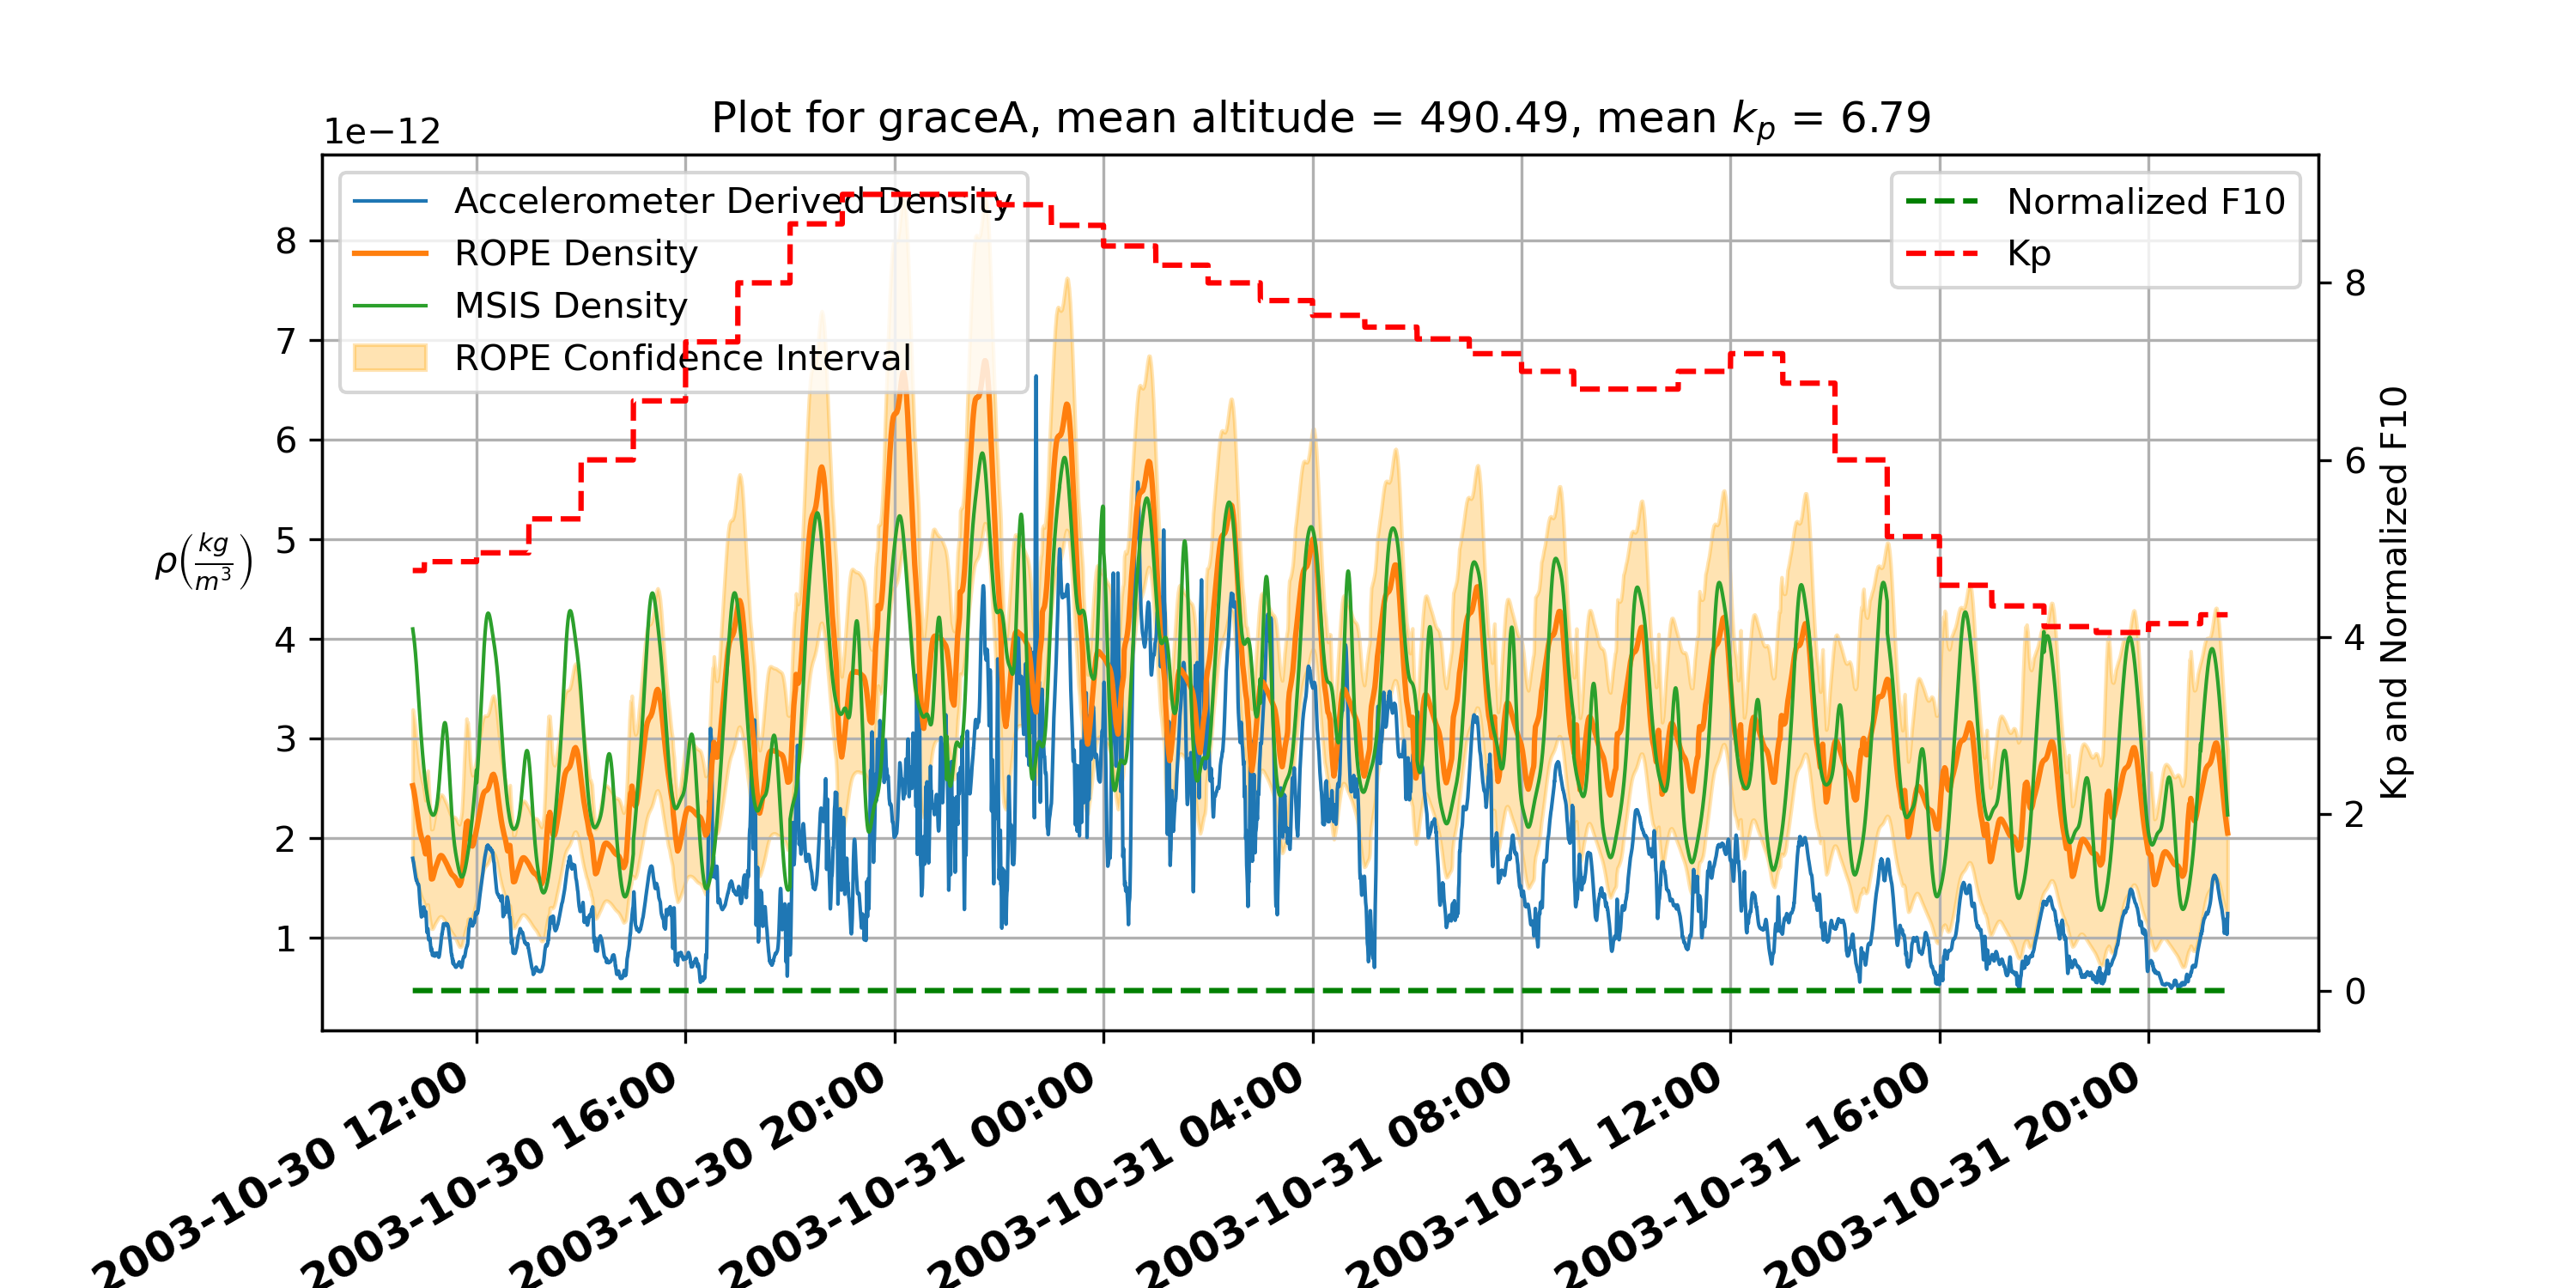 Plot for graceA, mean altitude = 490.49, mean kₚ = 6.79
1e−12
Accelerometer Derived Density
ROPE Density
MSIS Density
ROPE Confidence Interval
Normalized F10
Kp
8
7
6
5
4
3
2
1
ρ(kg/m³)
8
6
4
2
0
Kp and Normalized F10
2003-10-30 12:00
2003-10-30 16:00
2003-10-30 20:00
2003-10-31 00:00
2003-10-31 04:00
2003-10-31 08:00
2003-10-31 12:00
2003-10-31 16:00
2003-10-31 20:00